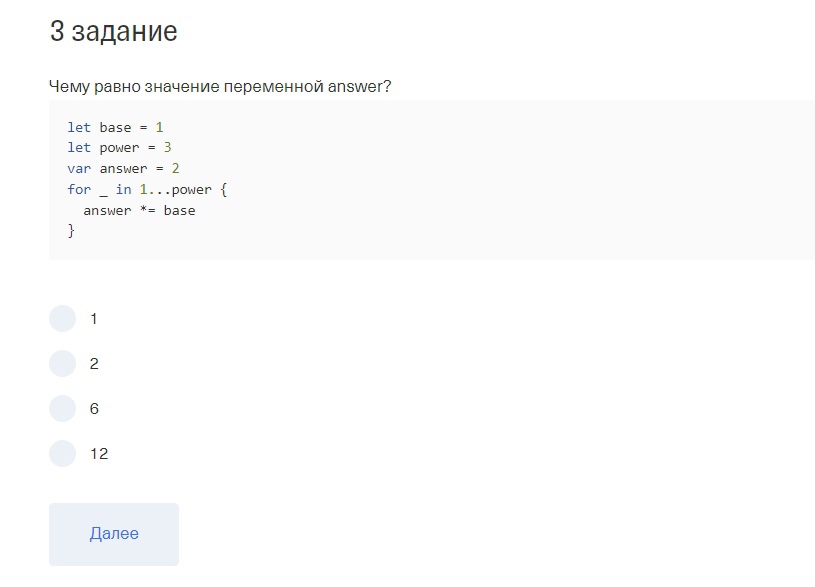 3 задание
Чему равно значение переменной answer?
let base = 1
let power = 3
var answer = 2
for _ in 1...power {
  answer *= base
}
1
2
6
12
Далее